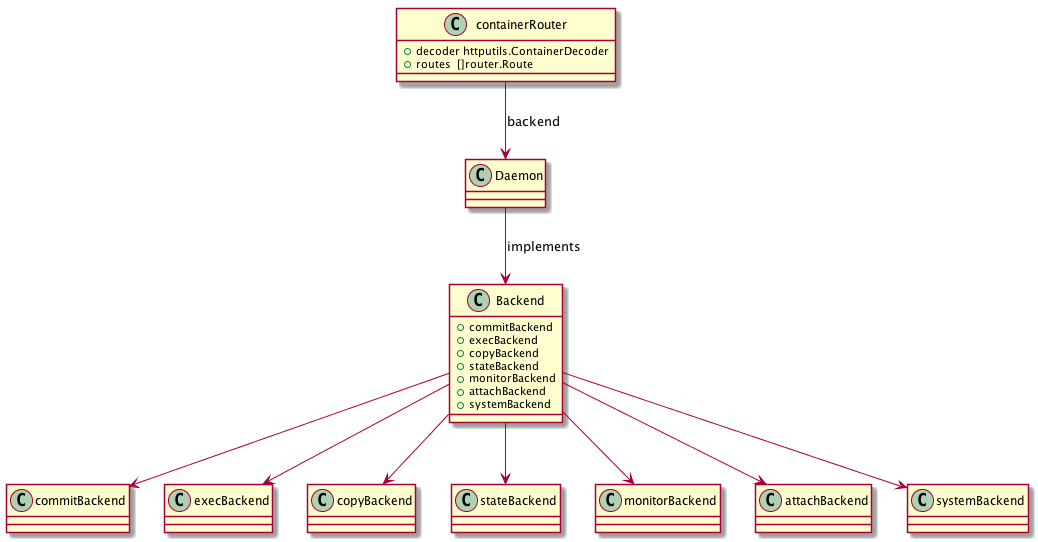 C containerRouter
decoder httputils.ContainerDecoder
routes []router.Route
backend
C Daemon
implements
C Backend
commitBackend
execBackend
copyBackend
stateBackend
monitorBackend
attachBackend
systemBackend
C commitBackend
C execBackend
C copyBackend
C stateBackend
C monitorBackend
C attachBackend
C systemBackend